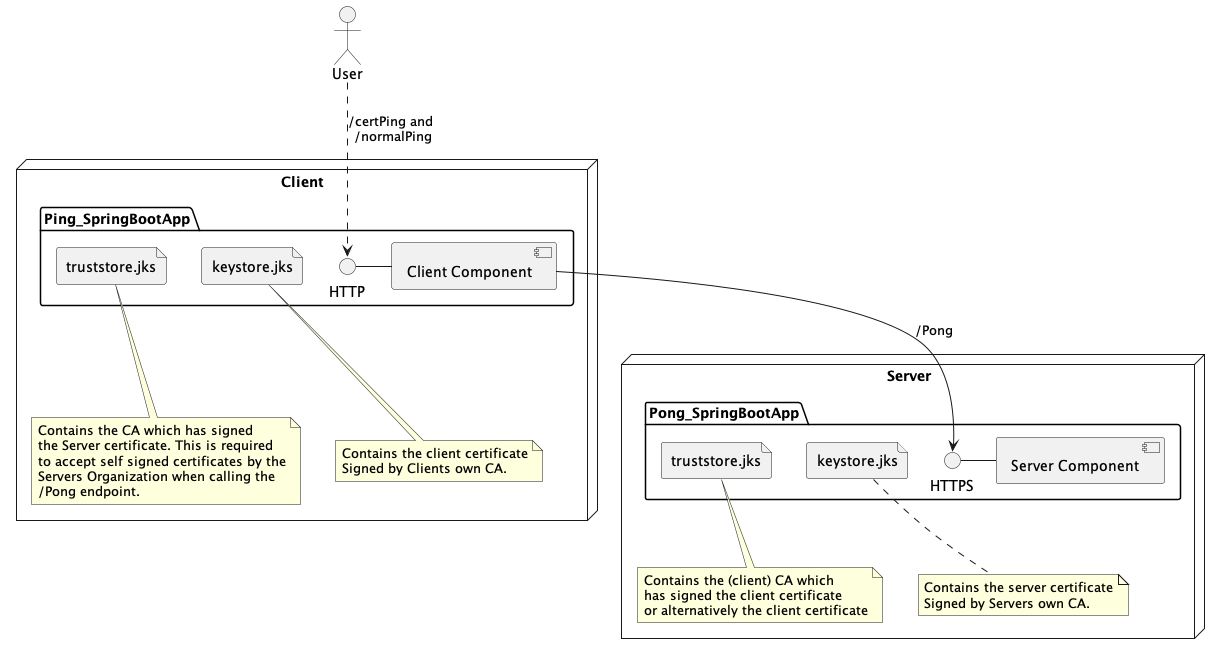 User
/certPing and
/normalPing
Client
Ping_SpringBootApp
truststore.jks
keystore.jks
HTTP
Client Component
/Pong
Contains the CA which has signed
the Server certificate. This is required
to accept self signed certificates by the
Servers Organization when calling the
/Pong endpoint.
Contains the client certificate
Signed by Clients own CA.
Server
Pong_SpringBootApp
truststore.jks
keystore.jks
HTTPS
Server Component
Contains the (client) CA which
has signed the client certificate
or alternatively the client certificate
Contains the server certificate
Signed by Servers own CA.